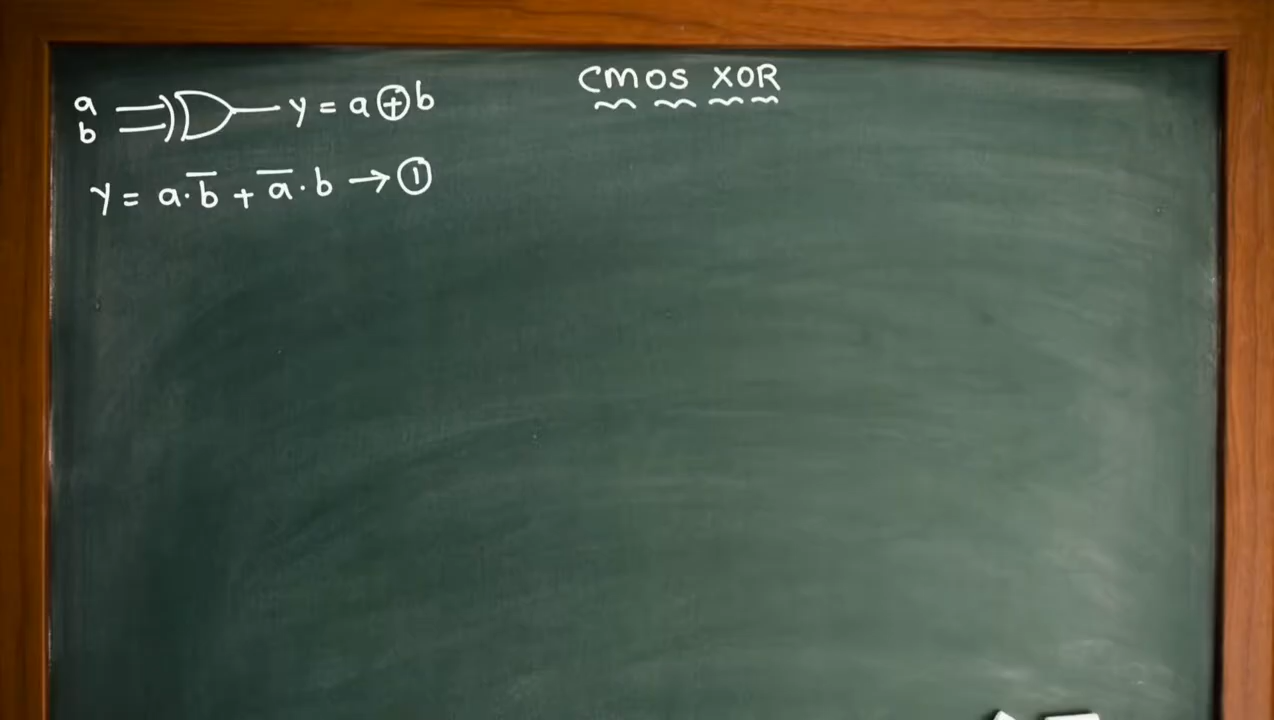 CMOS XOR
a
b
y = a ⊕ b
y = a·b̅ + a̅·b → ①